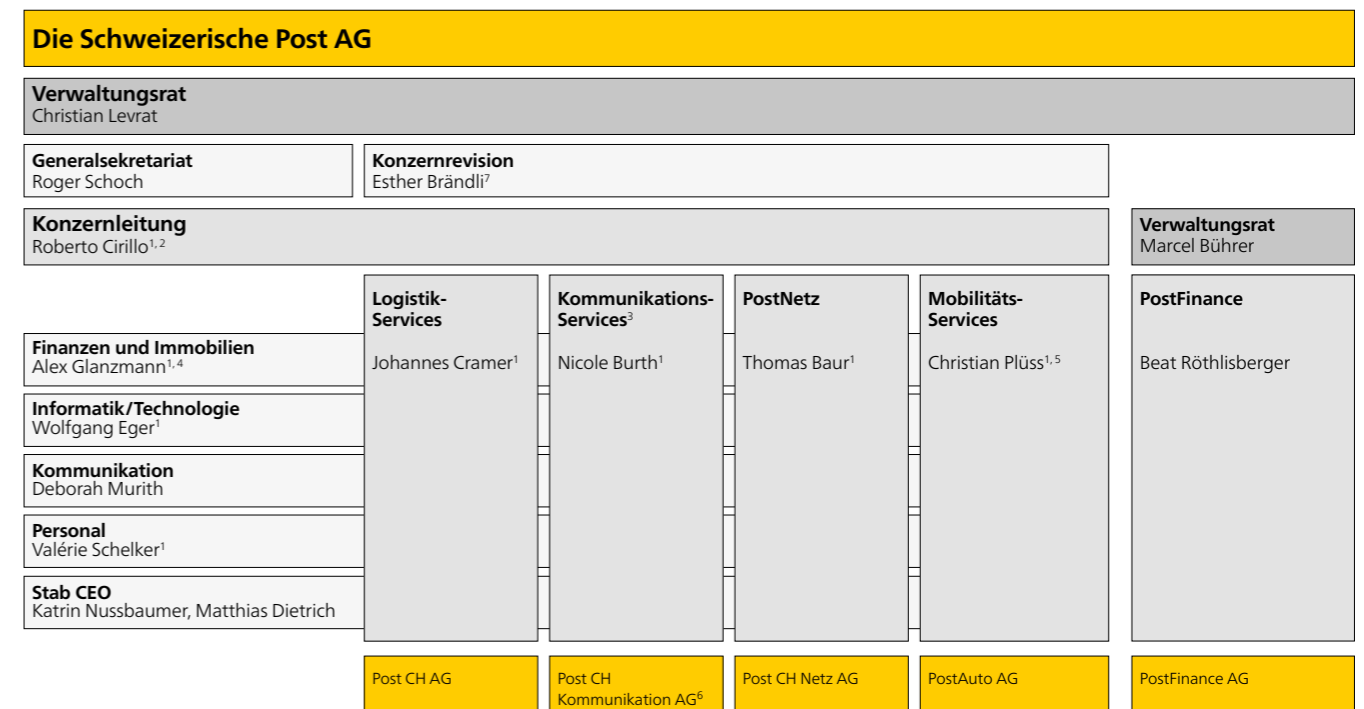 Die Schweizerische Post AG
Verwaltungsrat
Christian Levrat
Generalsekretariat
Roger Schoch
Konzernrevision
Esther Brändli⁷
Konzernleitung
Roberto Cirillo¹,²
Verwaltungsrat
Marcel Bührer
Logistik-
Services
Johannes Cramer¹
Kommunikations-
Services³
Nicole Burth¹
PostNetz
Thomas Baur¹
Mobilitäts-
Services
Christian Plüss¹,⁵
PostFinance
Beat Röthlisberger
Finanzen und Immobilien
Alex Glanzmann¹,⁴
Informatik/Technologie
Wolfgang Eger¹
Kommunikation
Deborah Murith
Personal
Valérie Schelker¹
Stab CEO
Katrin Nussbaumer, Matthias Dietrich
Post CH AG
Post CH
Kommunikation AG⁶
Post CH Netz AG
PostAuto AG
PostFinance AG